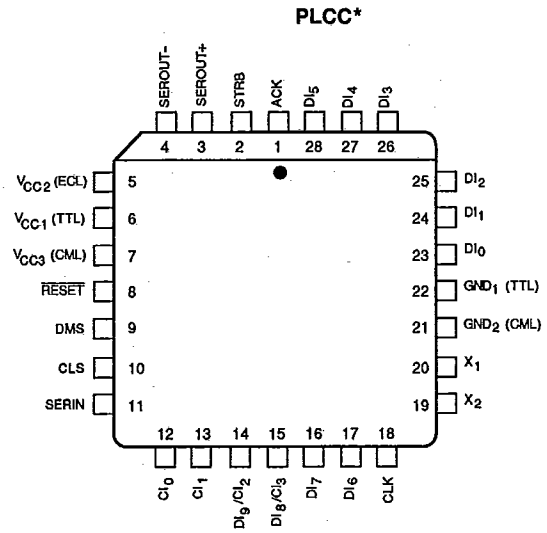 PLCC*
SEROUT-
SEROUT+
STRB
ACK
DI5
DI4
DI3
4 3 2 1 28 27 26
VCC2 (ECL) 5 25 DI2
VCC1 (TTL) 6 24 DI1
VCC3 (CML) 7 23 DI0
RESET 8 22 GND1 (TTL)
DMS 9 21 GND2 (CML)
CLS 10 20 X1
SERIN 11 19 X2
12 13 14 15 16 17 18
CI0
CI1
DI9/CI2
DI8/CI3
DI7
DI6
CLK